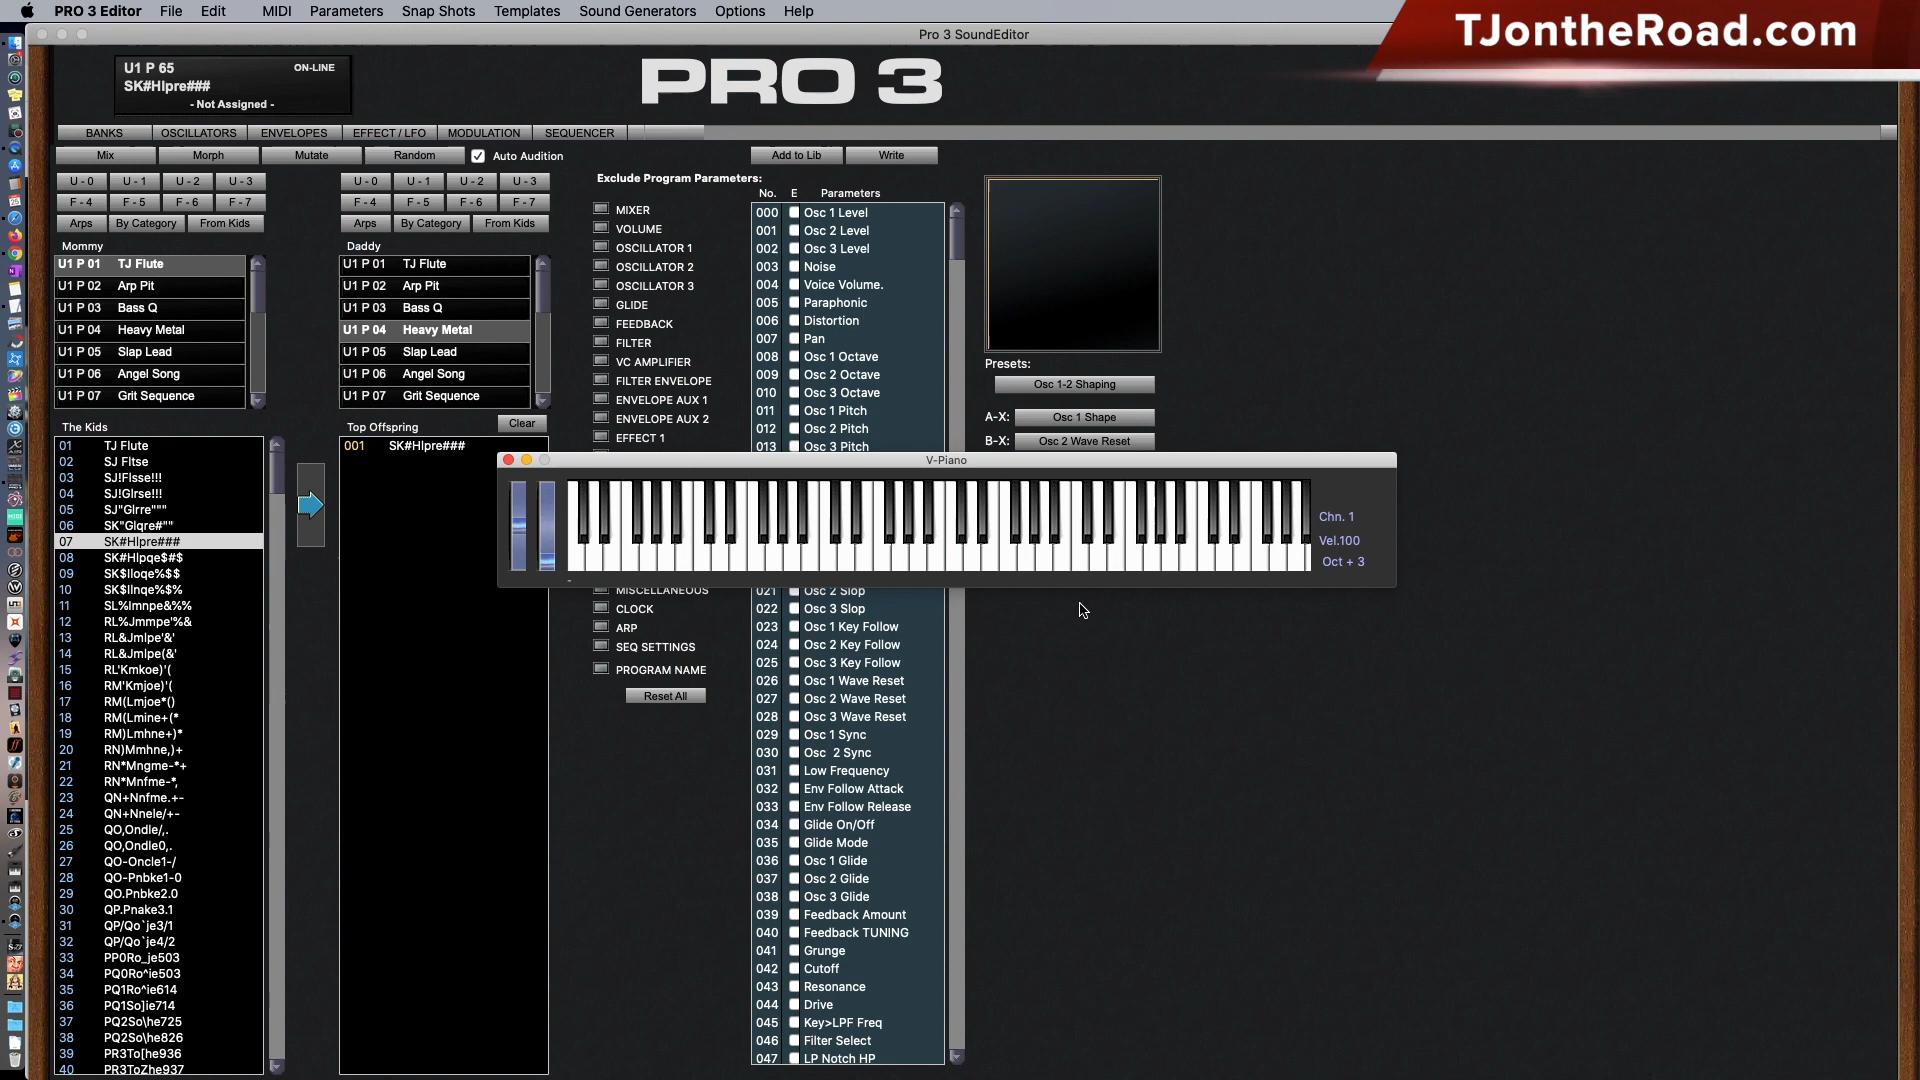 PRO 3 Editor File Edit MIDI Parameters Snap Shots Templates Sound Generators Options Help
TJontheRoad.com
Pro 3 SoundEditor
U1 P 65 ON-LINE
SK#HIpre###
- Not Assigned -
PRO 3
BANKS OSCILLATORS ENVELOPES EFFECT / LFO MODULATION SEQUENCER
Mix Morph Mutate Random Auto Audition Add to Lib Write
U - 0 U - 1 U - 2 U - 3 U - 0 U - 1 U - 2 U - 3
F - 4 F - 5 F - 6 F - 7 F - 4 F - 5 F - 6 F - 7
Arps By Category From Kids Arps By Category From Kids
Mommy
U1 P 01 TJ Flute
U1 P 02 Arp Pit
U1 P 03 Bass Q
U1 P 04 Heavy Metal
U1 P 05 Slap Lead
U1 P 06 Angel Song
U1 P 07 Grit Sequence
Daddy
U1 P 01 TJ Flute
U1 P 02 Arp Pit
U1 P 03 Bass Q
U1 P 04 Heavy Metal
U1 P 05 Slap Lead
U1 P 06 Angel Song
U1 P 07 Grit Sequence
The Kids
01 TJ Flute
02 SJ Fltse
03 SJ!Flsse!!!
04 SJ!Glrse!!!
05 SJ"Glrre"""
06 SK"Glqre#""
07 SK#HIpre###
08 SK#Hlpqe$#$
09 SK$Iloqe%$$
10 SK$Ilnqe%$%
11 SL%Imnpe&%%
12 RL%Jmmpe'%&
13 RL&Jmlpe'&'
14 RL&Jmlpe(&'
15 RL'Kmkoe)'(
16 RM'Kmjoe)'(
17 RM(Lmjoe*()
18 RM(Lmine+(*
19 RM)Lmhne+)*
20 RN)Mmhne,)+
21 RN*Mngme-*+
22 RN*Mnfme-*,
23 QN+Nnfme.+-
24 QN+Nnele/+-
25 QO,Ondle/,.
26 QO,Ondle0,.
27 QO-Oncle1-/
28 QO-Pnbke1-0
29 QO.Pnbke2.0
30 QP.Pnake3.1
31 QP/Qo`je3/1
32 QP/Qo`je4/2
33 PP0Ro_je503
34 PQ0Ro^ie503
35 PQ1Ro^ie614
36 PQ1So]ie714
37 PQ2So\he725
38 PQ2So\he826
39 PR3To[he936
40 PR3ToZhe937
Top Offspring Clear
001 SK#HIpre###
Exclude Program Parameters:
MIXER
VOLUME
OSCILLATOR 1
OSCILLATOR 2
OSCILLATOR 3
GLIDE
FEEDBACK
FILTER
VC AMPLIFIER
FILTER ENVELOPE
ENVELOPE AUX 1
ENVELOPE AUX 2
EFFECT 1
MISCELLANEOUS
CLOCK
ARP
SEQ SETTINGS
PROGRAM NAME
Reset All
No. E Parameters
000 Osc 1 Level
001 Osc 2 Level
002 Osc 3 Level
003 Noise
004 Voice Volume.
005 Paraphonic
006 Distortion
007 Pan
008 Osc 1 Octave
009 Osc 2 Octave
010 Osc 3 Octave
011 Osc 1 Pitch
012 Osc 2 Pitch
013 Osc 3 Pitch
021 Osc 2 Slop
022 Osc 3 Slop
023 Osc 1 Key Follow
024 Osc 2 Key Follow
025 Osc 3 Key Follow
026 Osc 1 Wave Reset
027 Osc 2 Wave Reset
028 Osc 3 Wave Reset
029 Osc 1 Sync
030 Osc 2 Sync
031 Low Frequency
032 Env Follow Attack
033 Env Follow Release
034 Glide On/Off
035 Glide Mode
036 Osc 1 Glide
037 Osc 2 Glide
038 Osc 3 Glide
039 Feedback Amount
040 Feedback TUNING
041 Grunge
042 Cutoff
043 Resonance
044 Drive
045 Key>LPF Freq
046 Filter Select
047 LP Notch HP
Presets:
Osc 1-2 Shaping
A-X: Osc 1 Shape
B-X: Osc 2 Wave Reset
V-Piano
Chn. 1
Vel.100
Oct + 3